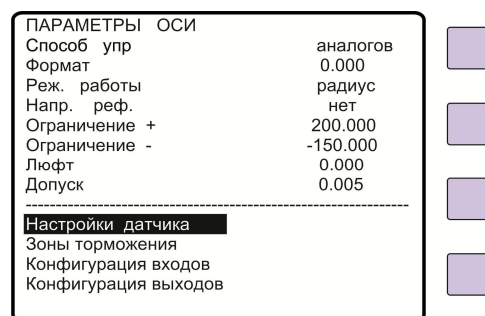 ПАРАМЕТРЫ ОСИ
Способ упр аналогов
Формат 0.000
Реж. работы радиус
Напр. реф. нет
Ограничение + 200.000
Ограничение - -150.000
Люфт 0.000
Допуск 0.005
Настройки датчика
Зоны торможения
Конфигурация входов
Конфигурация выходов